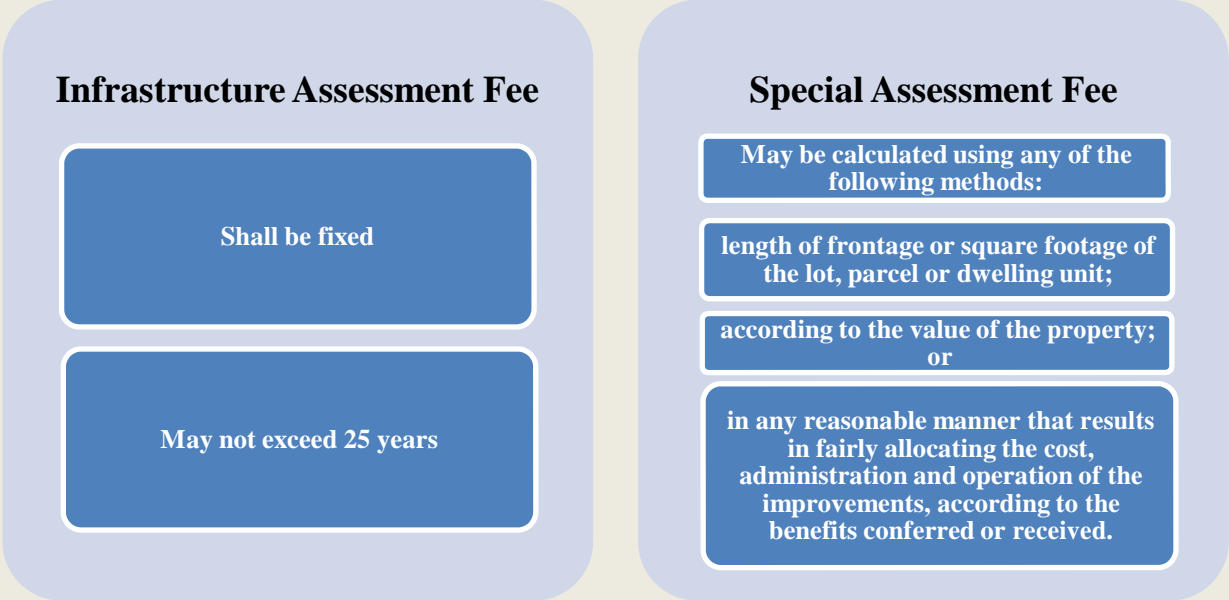 Infrastructure Assessment Fee
Shall be fixed
May not exceed 25 years
Special Assessment Fee
May be calculated using any of the
following methods:
length of frontage or square footage of
the lot, parcel or dwelling unit;
according to the value of the property;
or
in any reasonable manner that results
in fairly allocating the cost,
administration and operation of the
improvements, according to the
benefits conferred or received.